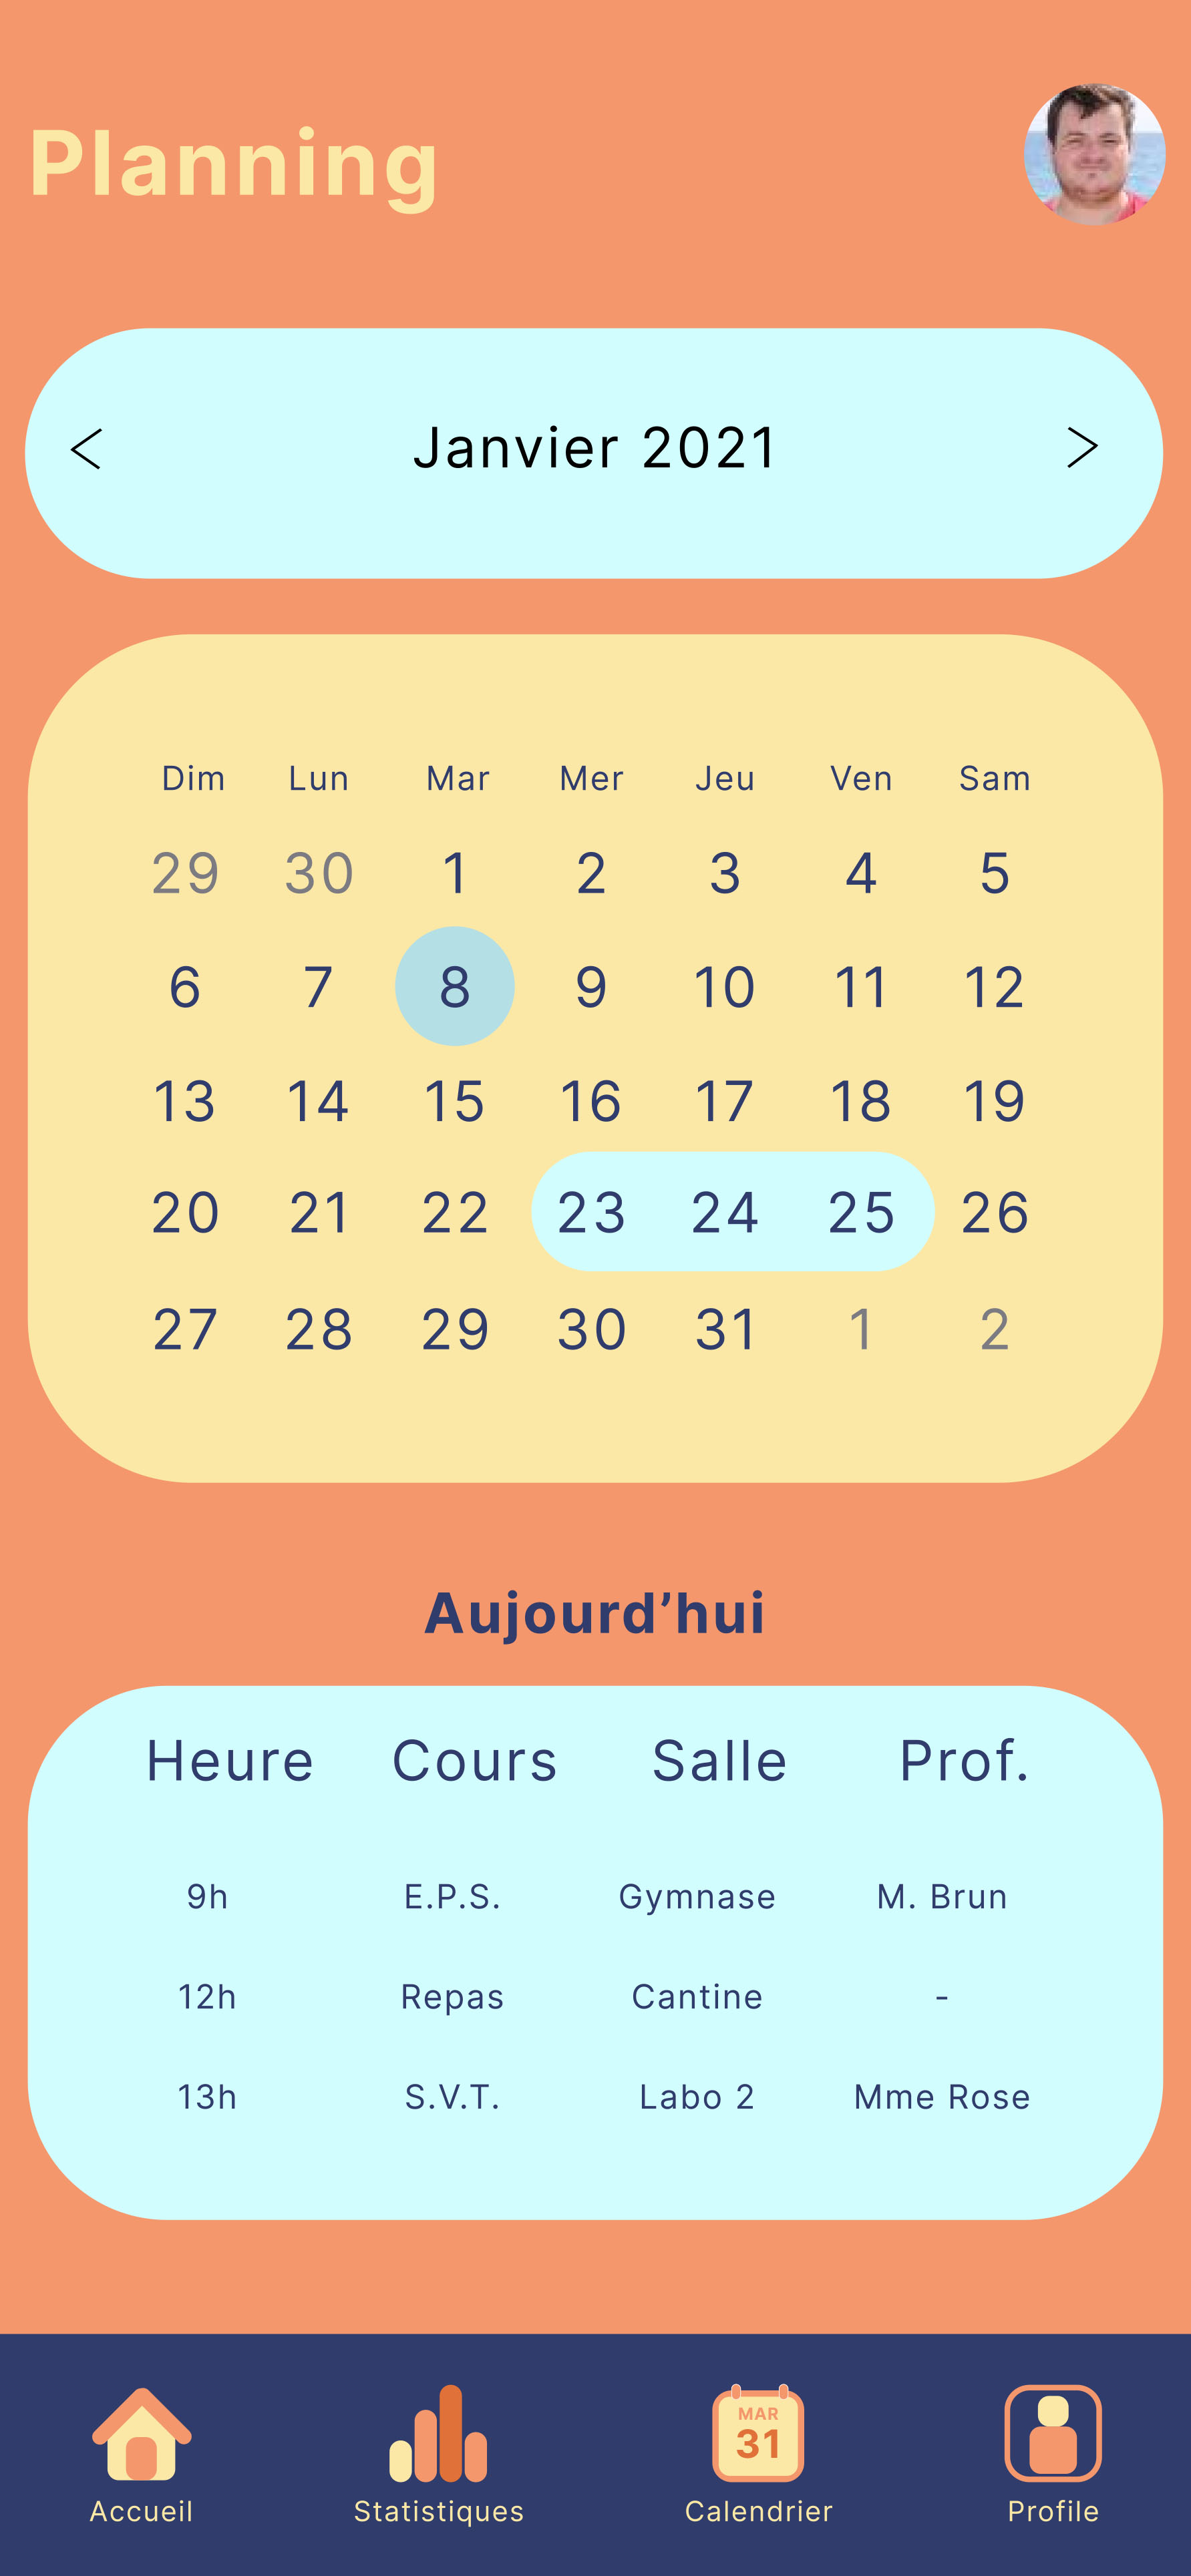 Planning
< Janvier 2021 >
Dim Lun Mar Mer Jeu Ven Sam
29 30 1 2 3 4 5
6 7 8 9 10 11 12
13 14 15 16 17 18 19
20 21 22 23 24 25 26
27 28 29 30 31 1 2
Aujourd’hui
Heure Cours Salle Prof.
9h E.P.S. Gymnase M. Brun
12h Repas Cantine -
13h S.V.T. Labo 2 Mme Rose
MAR
31
Accueil Statistiques Calendrier Profile